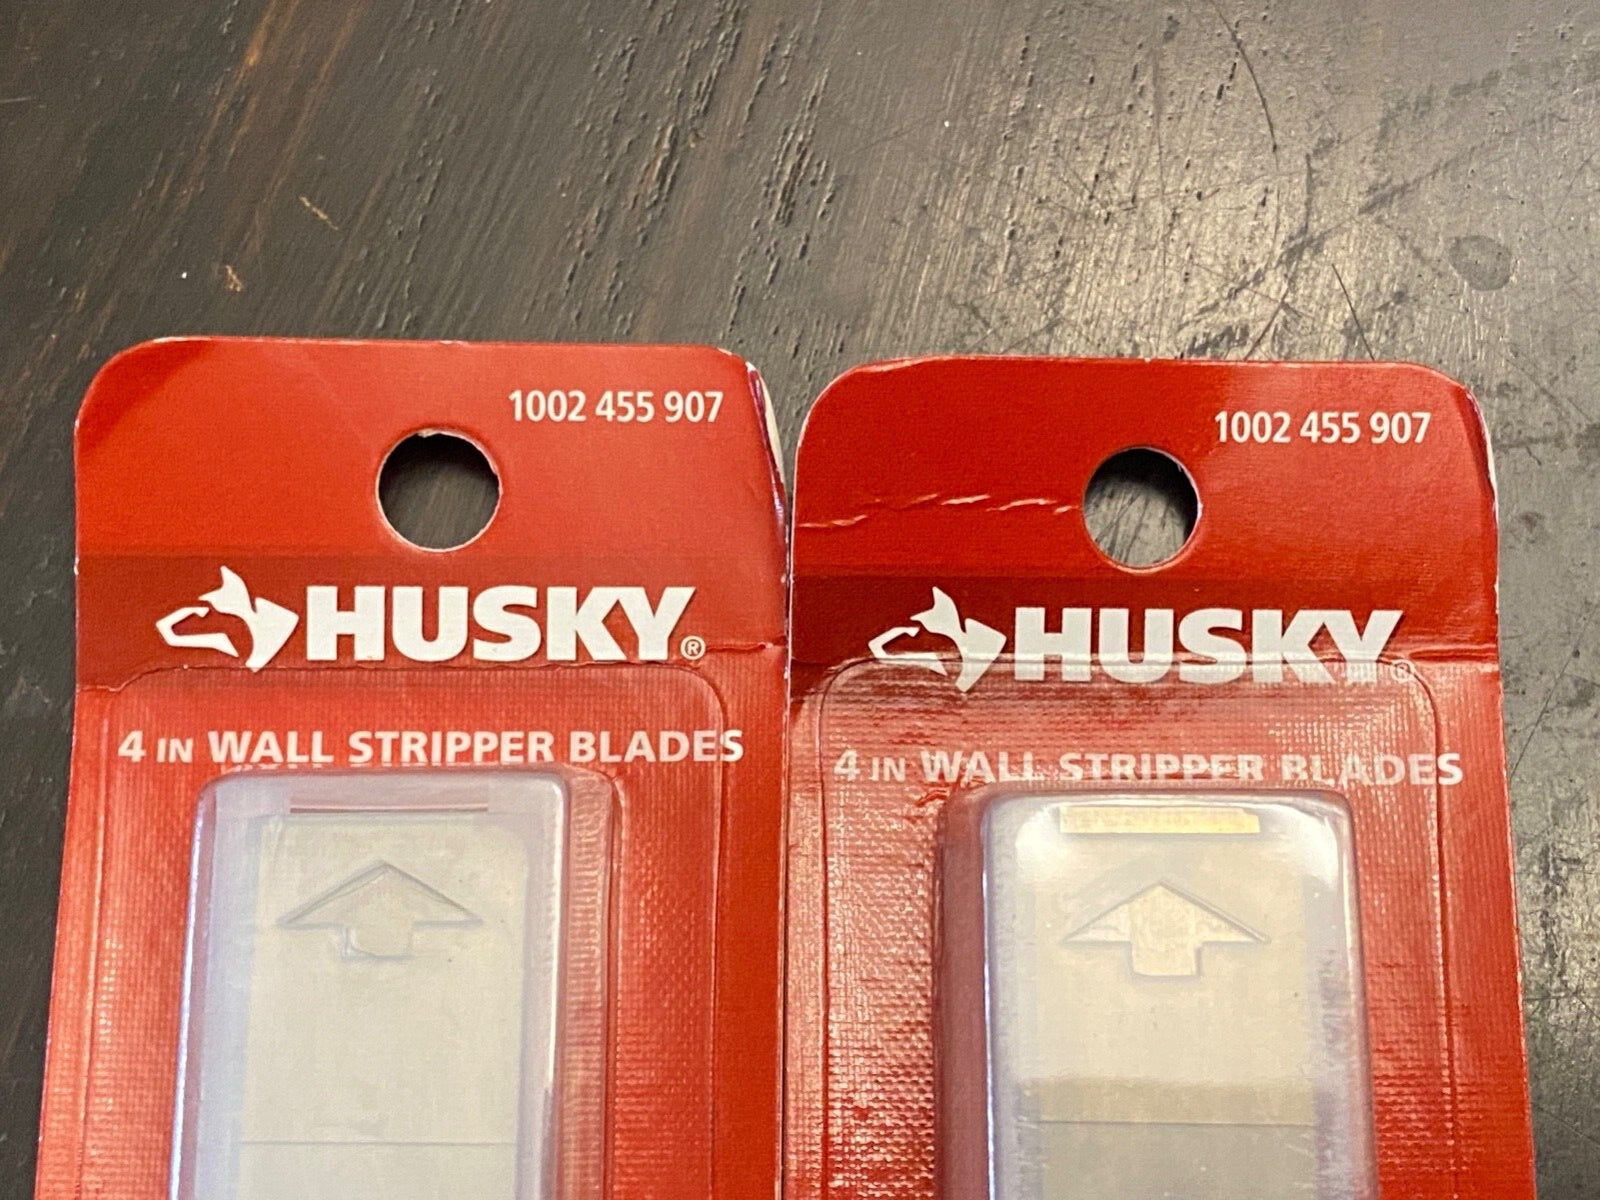 1002 455 907
HUSKY®
4 IN WALL STRIPPER BLADES
1002 455 907
HUSKY®
4 IN WALL STRIPPER BLADES